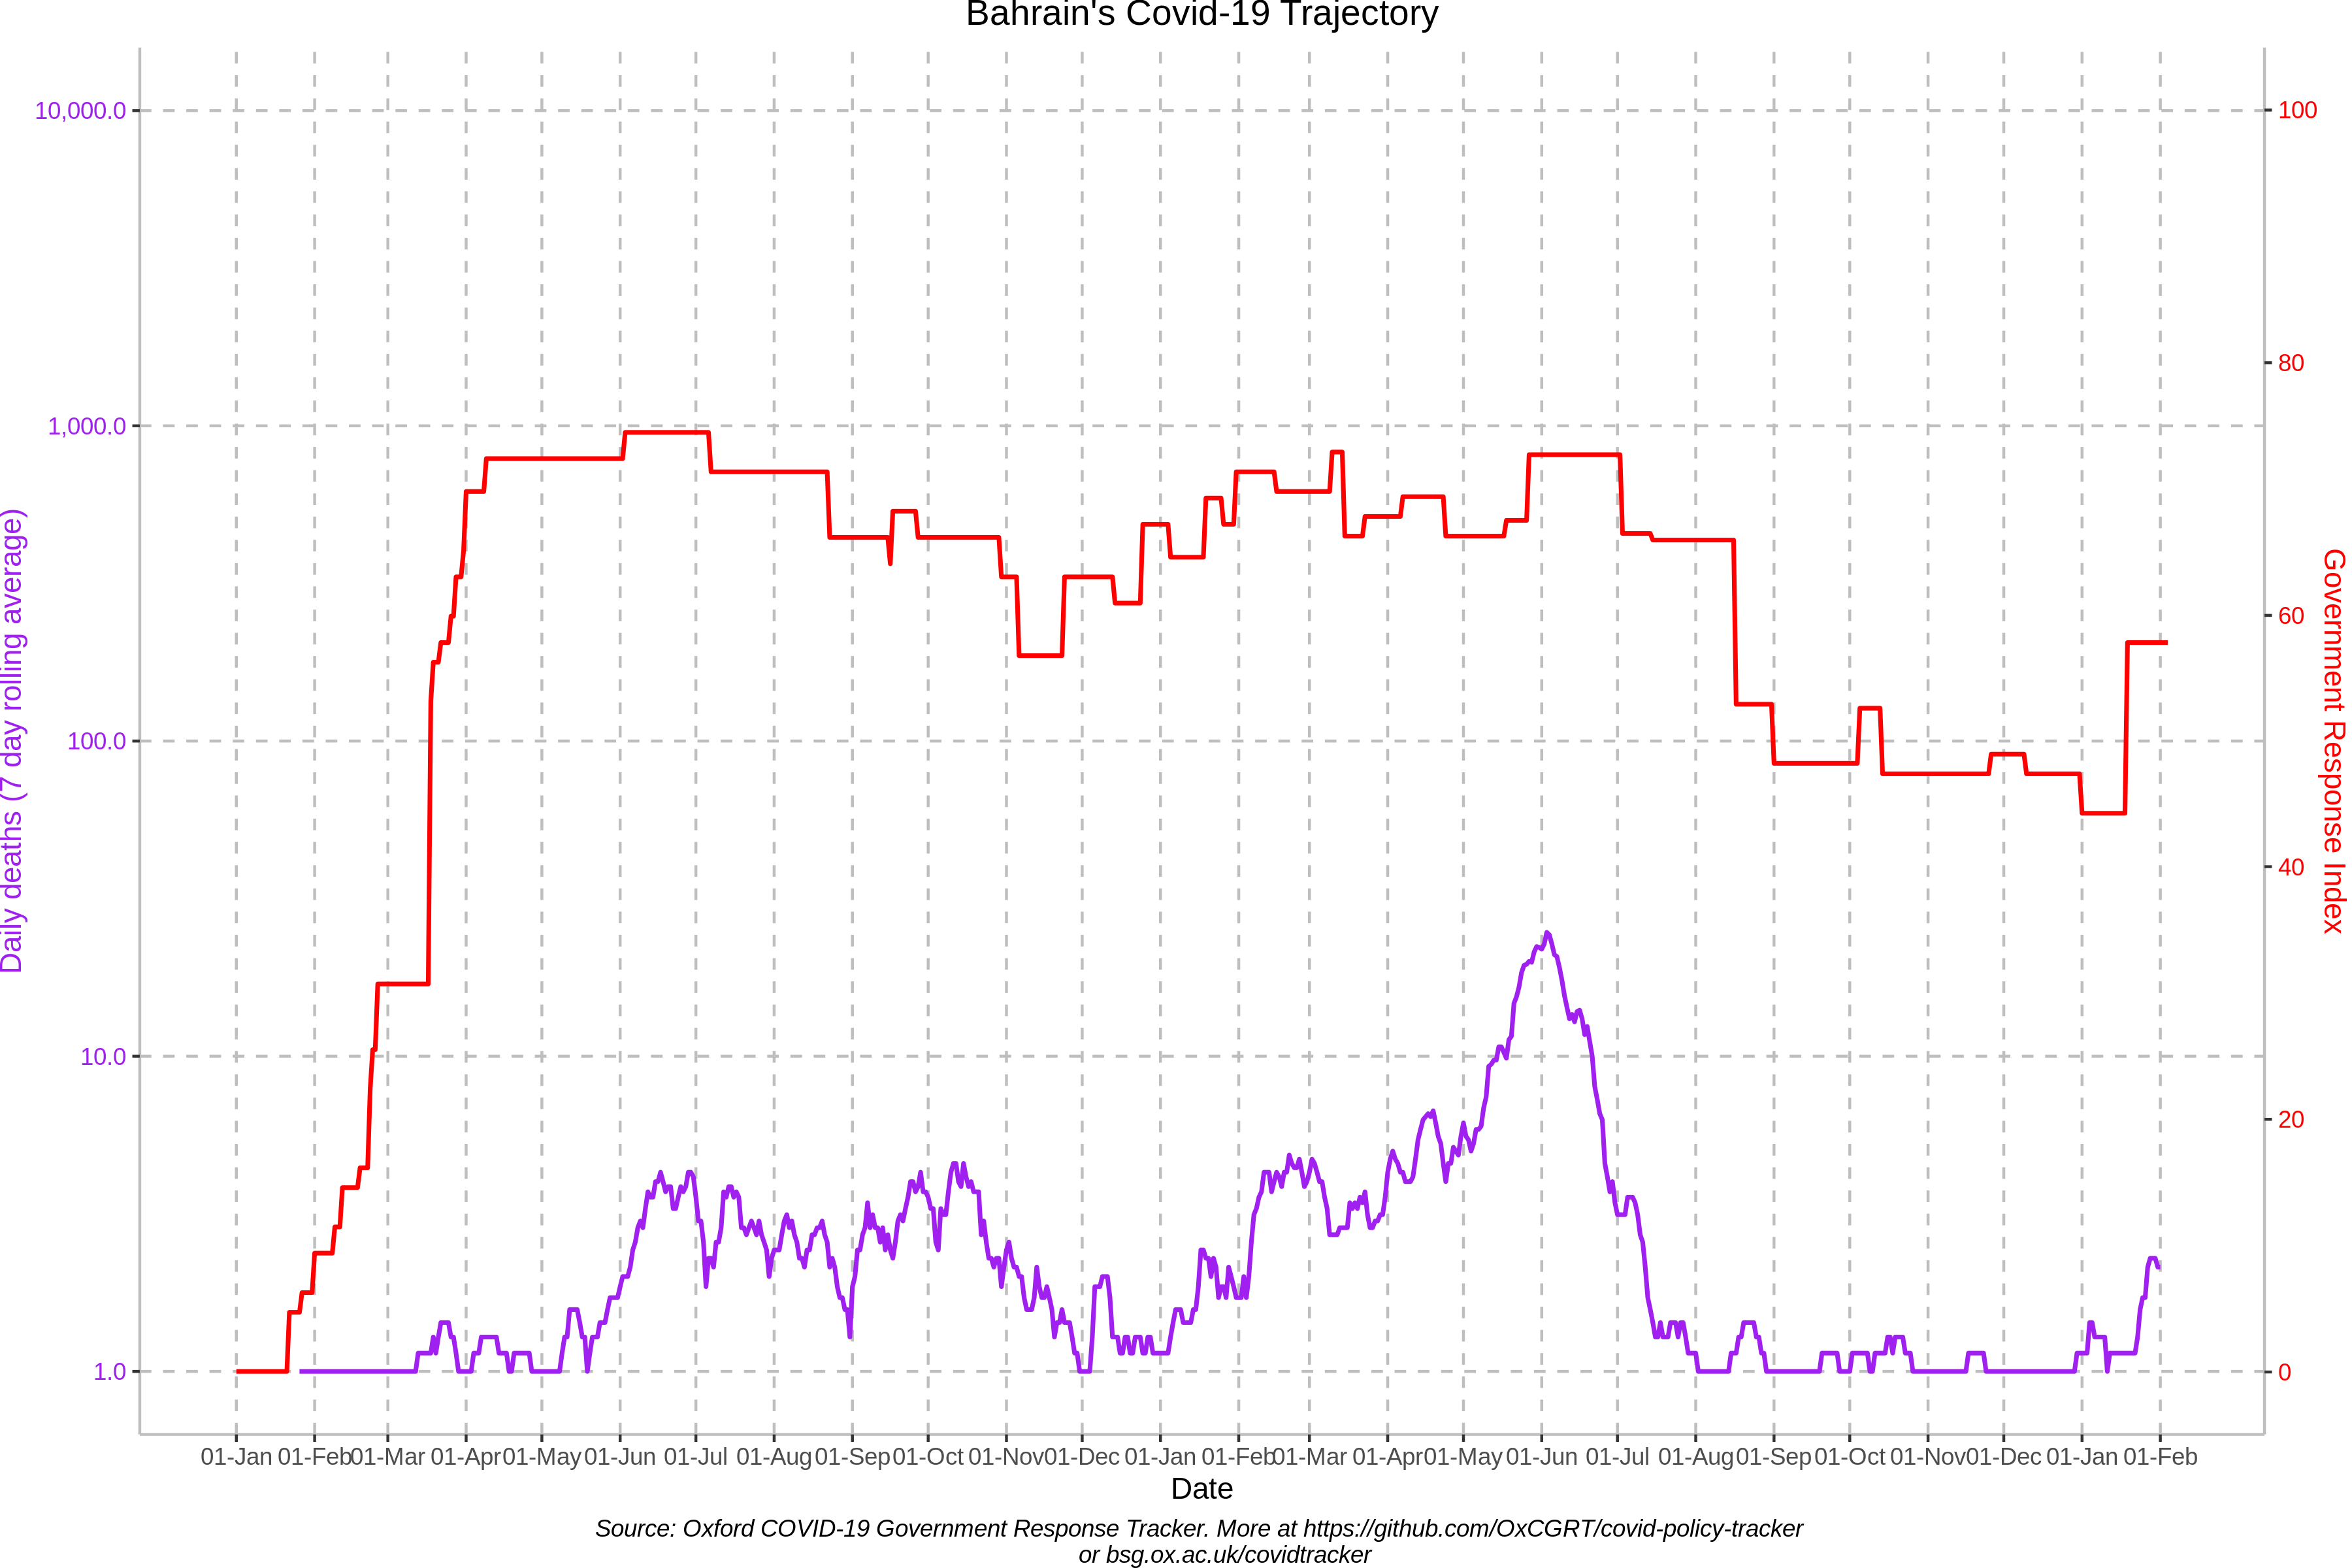 Bahrain's Covid-19 Trajectory
10,000.0
1,000.0
100.0
10.0
1.0
Daily deaths (7 day rolling average)
100
80
60
40
20
0
Government Response Index
01-Jan 01-Feb 01-Mar 01-Apr 01-May 01-Jun 01-Jul 01-Aug 01-Sep 01-Oct 01-Nov 01-Dec 01-Jan 01-Feb 01-Mar 01-Apr 01-May 01-Jun 01-Jul 01-Aug 01-Sep 01-Oct 01-Nov 01-Dec 01-Jan 01-Feb
Date
Source: Oxford COVID-19 Government Response Tracker. More at https://github.com/OxCGRT/covid-policy-tracker
or bsg.ox.ac.uk/covidtracker